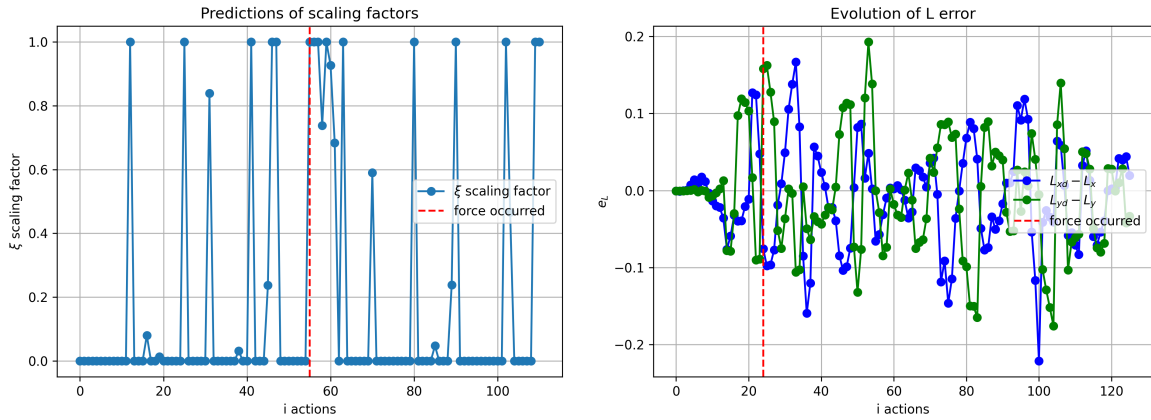 Predictions of scaling factors
ξ scaling factor
1.0
0.8
0.6
0.4
0.2
0.0
ξ scaling factor
force occurred
0
20
40
60
80
100
i actions
Evolution of L error
e_L
0.2
0.1
0.0
−0.1
−0.2
L_xd − L_x
L_yd − L_y
force occurred
0
20
40
60
80
100
120
i actions